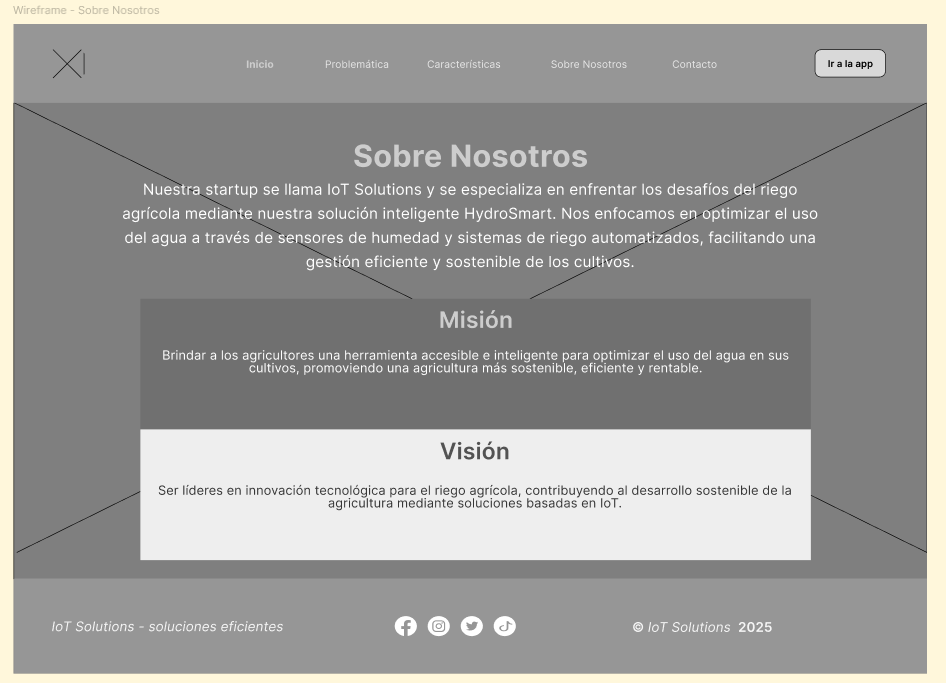 Wireframe - Sobre Nosotros
Inicio
Problemática
Características
Sobre Nosotros
Contacto
Ir a la app
Sobre Nosotros
Nuestra startup se llama IoT Solutions y se especializa en enfrentar los desafíos del riego
agrícola mediante nuestra solución inteligente HydroSmart. Nos enfocamos en optimizar el uso
del agua a través de sensores de humedad y sistemas de riego automatizados, facilitando una
gestión eficiente y sostenible de los cultivos.
Misión
Brindar a los agricultores una herramienta accesible e inteligente para optimizar el uso del agua en sus
cultivos, promoviendo una agricultura más sostenible, eficiente y rentable.
Visión
Ser líderes en innovación tecnológica para el riego agrícola, contribuyendo al desarrollo sostenible de la
agricultura mediante soluciones basadas en IoT.
IoT Solutions - soluciones eficientes
© IoT Solutions 2025